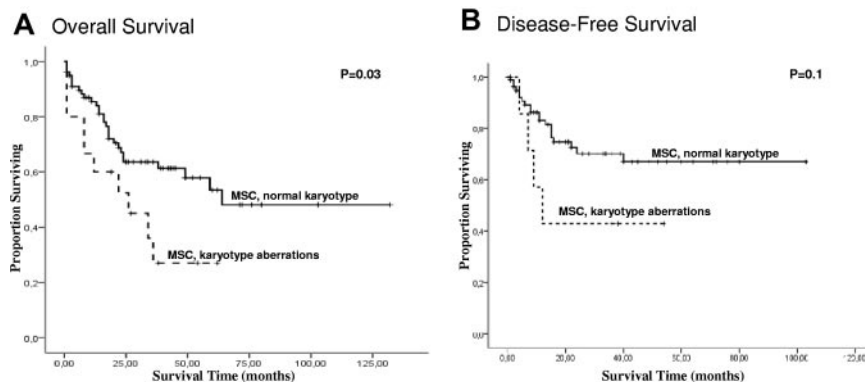 A Overall Survival
P=0.03
Proportion Surviving
1,0
0,8
0,6
0,4
0,2
0,0
MSC, normal karyotype
MSC, karyotype aberrations
0,00 25,00 50,00 75,00 100,00 125,00
Survival Time (months)
B Disease-Free Survival
P=0.1
Proportion Surviving
1,0
0,8
0,6
0,4
0,2
0,0
MSC, normal karyotype
MSC, karyotype aberrations
20,00 40,00 60,00 80,00 100,00
Survival Time (months)